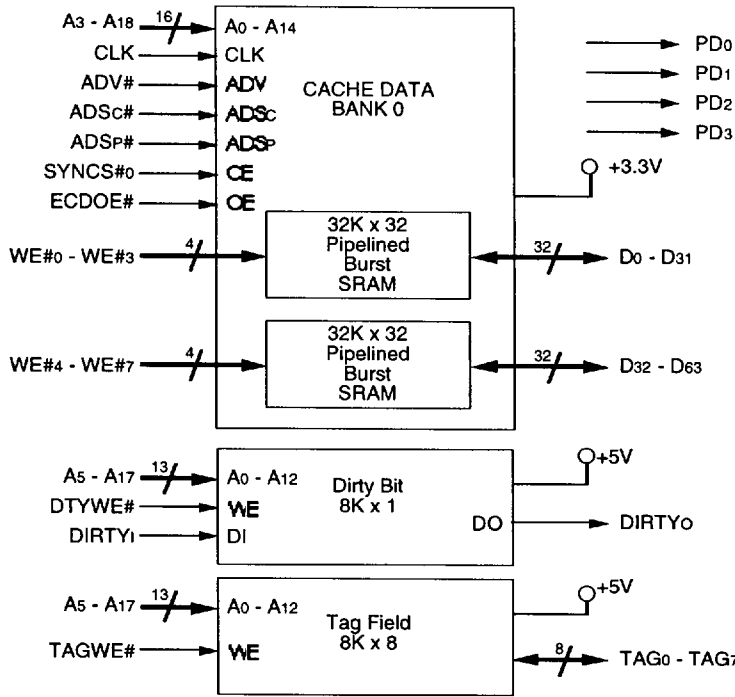 A3 - A18 16 A0 - A14
CLK CLK
ADV# ADV
ADSC# ADSC
ADSP# ADSP
SYNCS#0 CE
ECDOE# OE
CACHE DATA
BANK 0
PD0
PD1
PD2
PD3
+3.3V
WE#0 - WE#3 4
32K x 32
Pipelined
Burst
SRAM
32 D0 - D31
WE#4 - WE#7 4
32K x 32
Pipelined
Burst
SRAM
32 D32 - D63
A5 - A17 13 A0 - A12
DTYWE# WE
DIRTYI DI
Dirty Bit
8K x 1
DO
+5V
DIRTYO
A5 - A17 13 A0 - A12
TAGWE# WE
Tag Field
8K x 8
+5V
8 TAG0 - TAG7